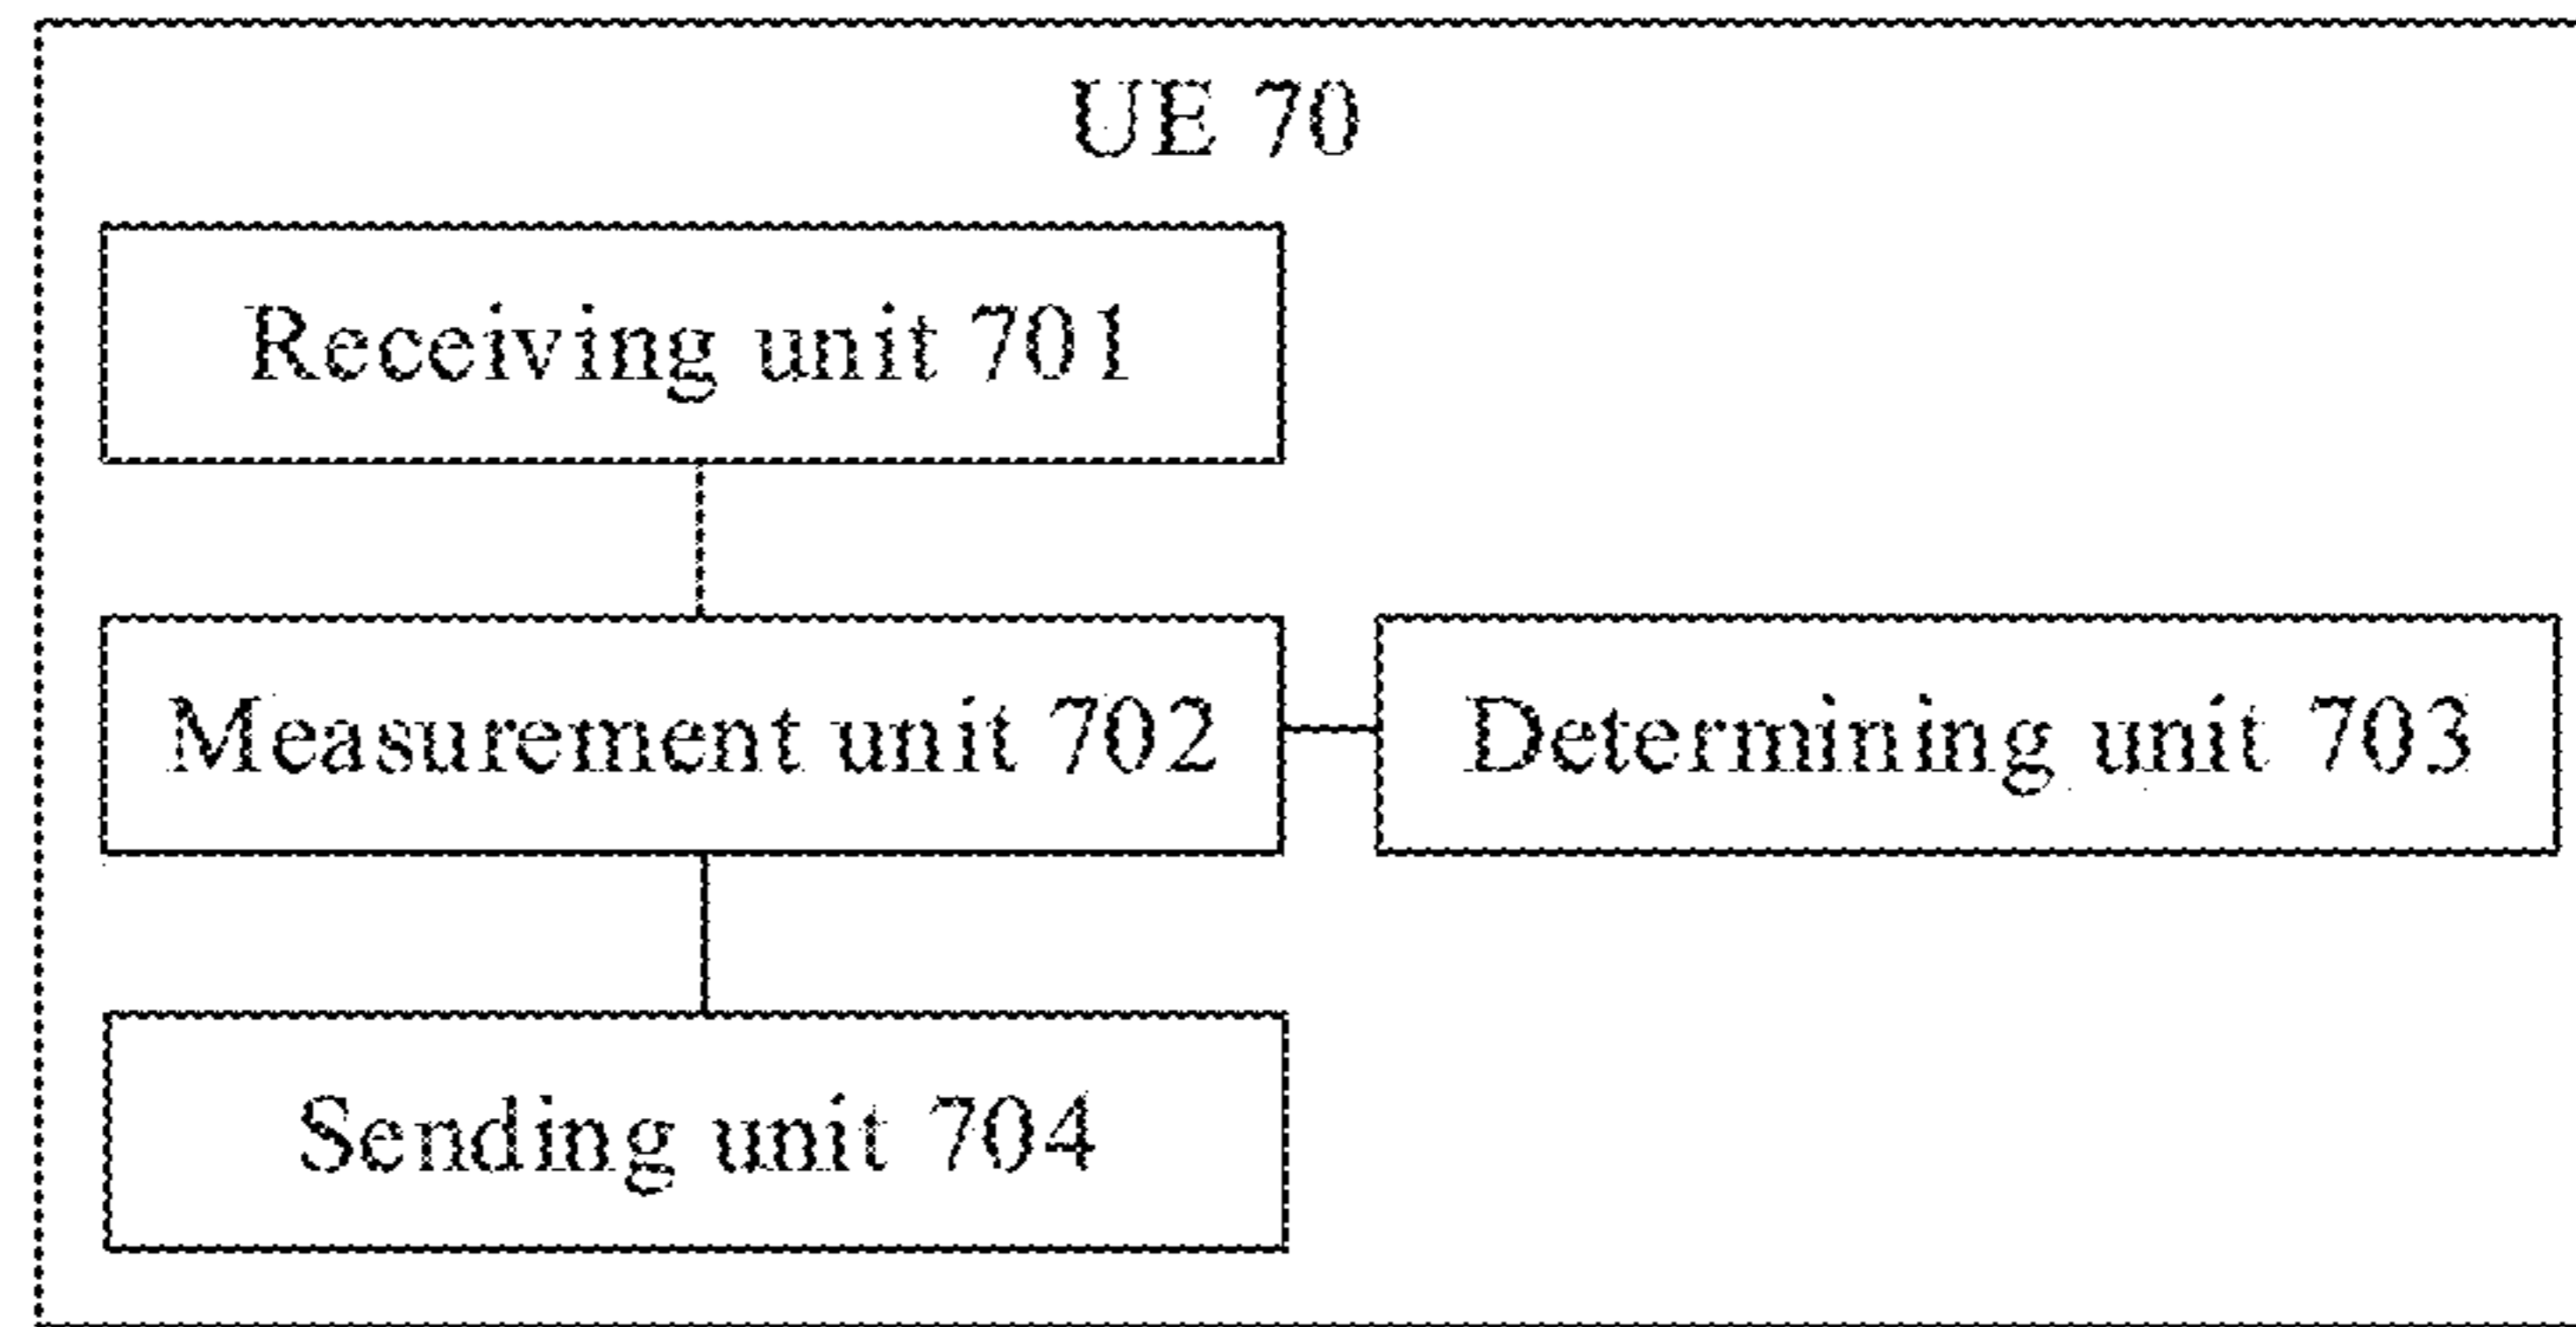 UE 70
Receiving unit 701
Measurement unit 702
Determining unit 703
Sending unit 704